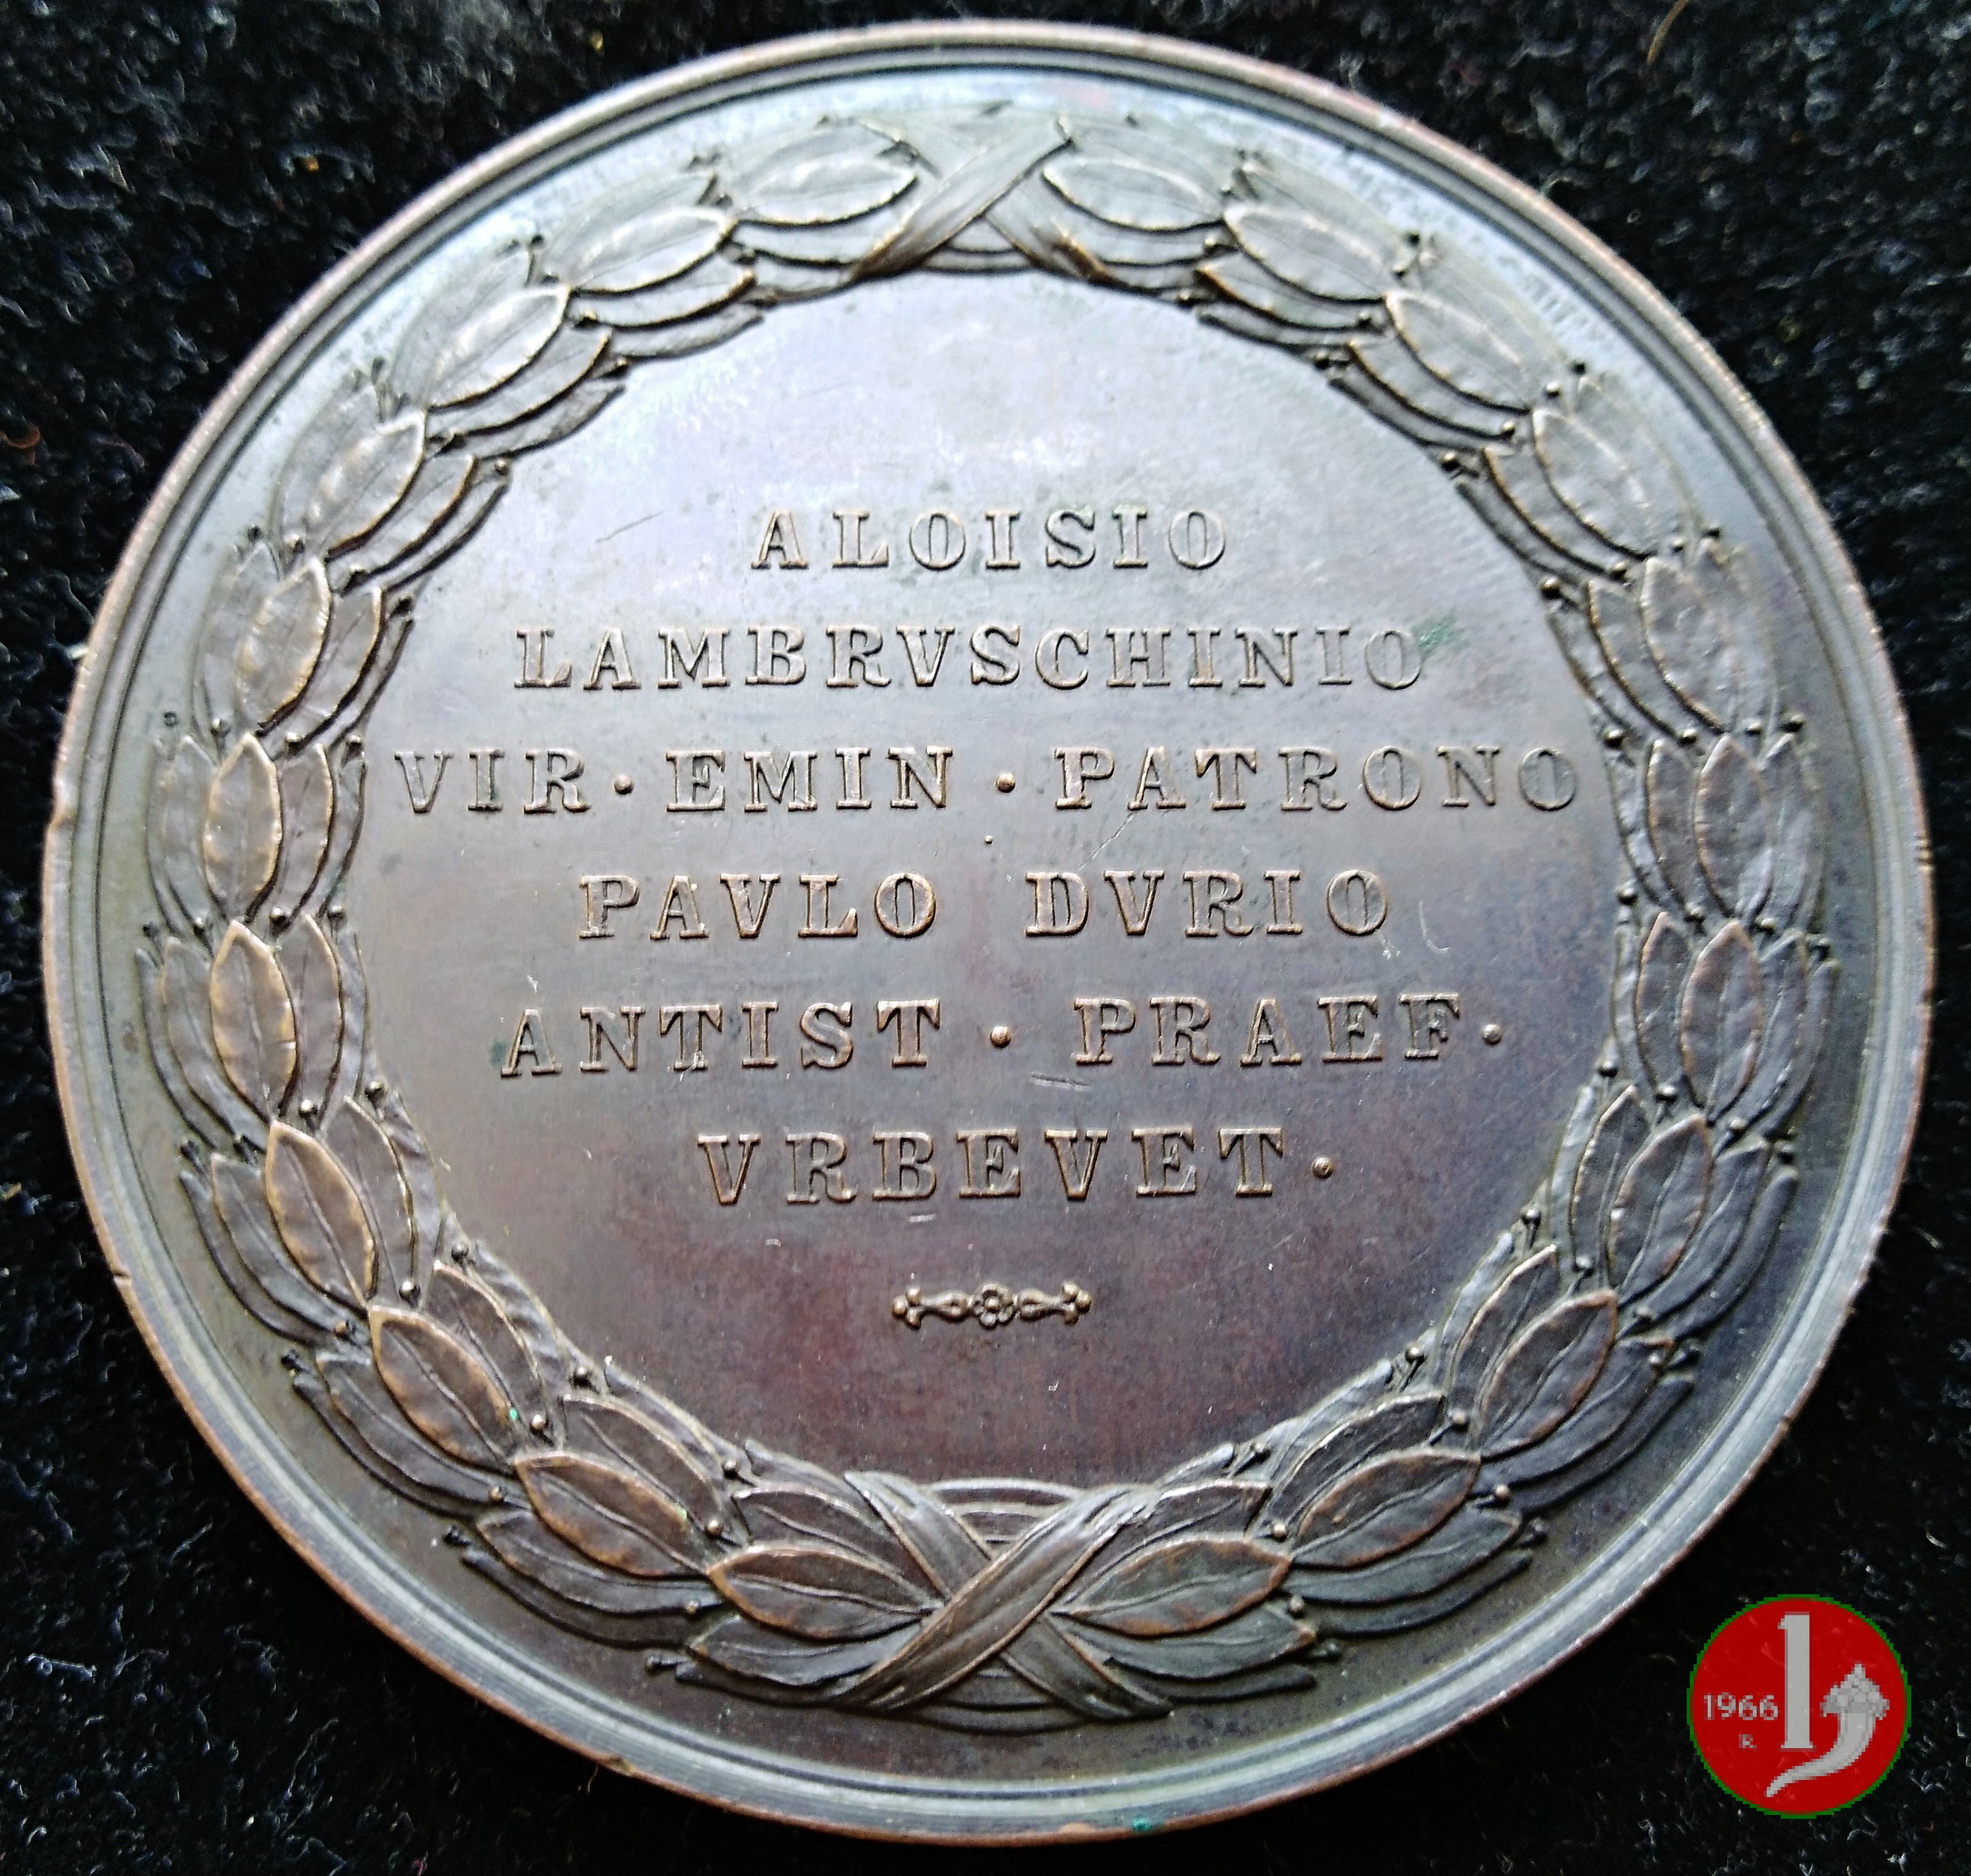 ALOISIO
LAMBRVSCHINIO
VIR · EMIN · PATRONO
PAVLO DVRIO
ANTIST · PRAEF ·
VRBEVET ·
1966
R